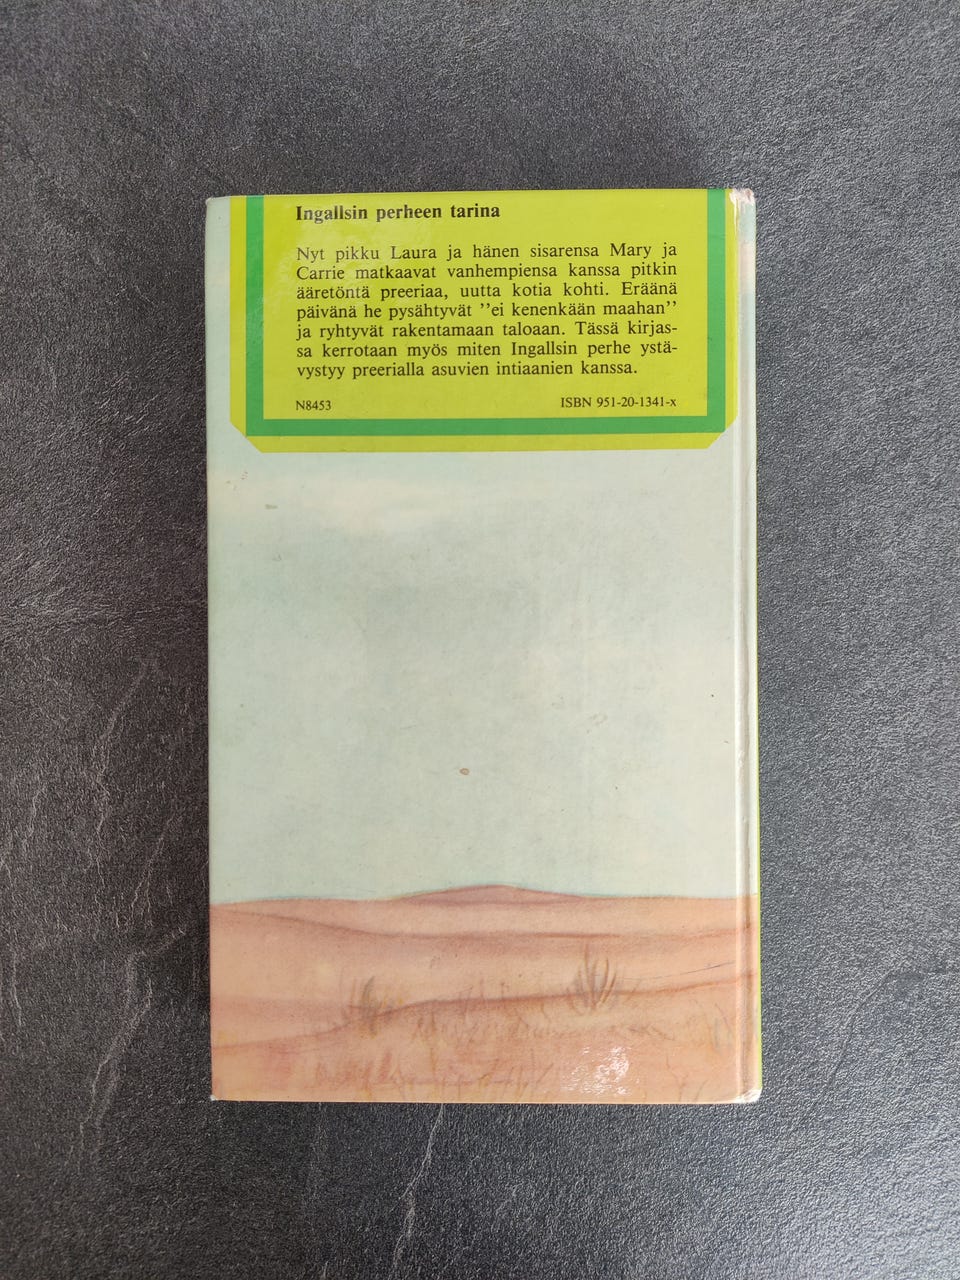 Ingallsin perheen tarina
Nyt pikku Laura ja hänen sisarensa Mary ja
Carrie matkaavat vanhempiensa kanssa pitkin
ääretöntä preeriaa, uutta kotia kohti. Eräänä
päivänä he pysähtyvät ”ei kenenkään maahan”
ja ryhtyvät rakentamaan taloaan. Tässä kirjas-
sa kerrotaan myös miten Ingallsin perhe ystä-
vystyy preerialla asuvien intiaanien kanssa.
N8453 ISBN 951-20-1341-x